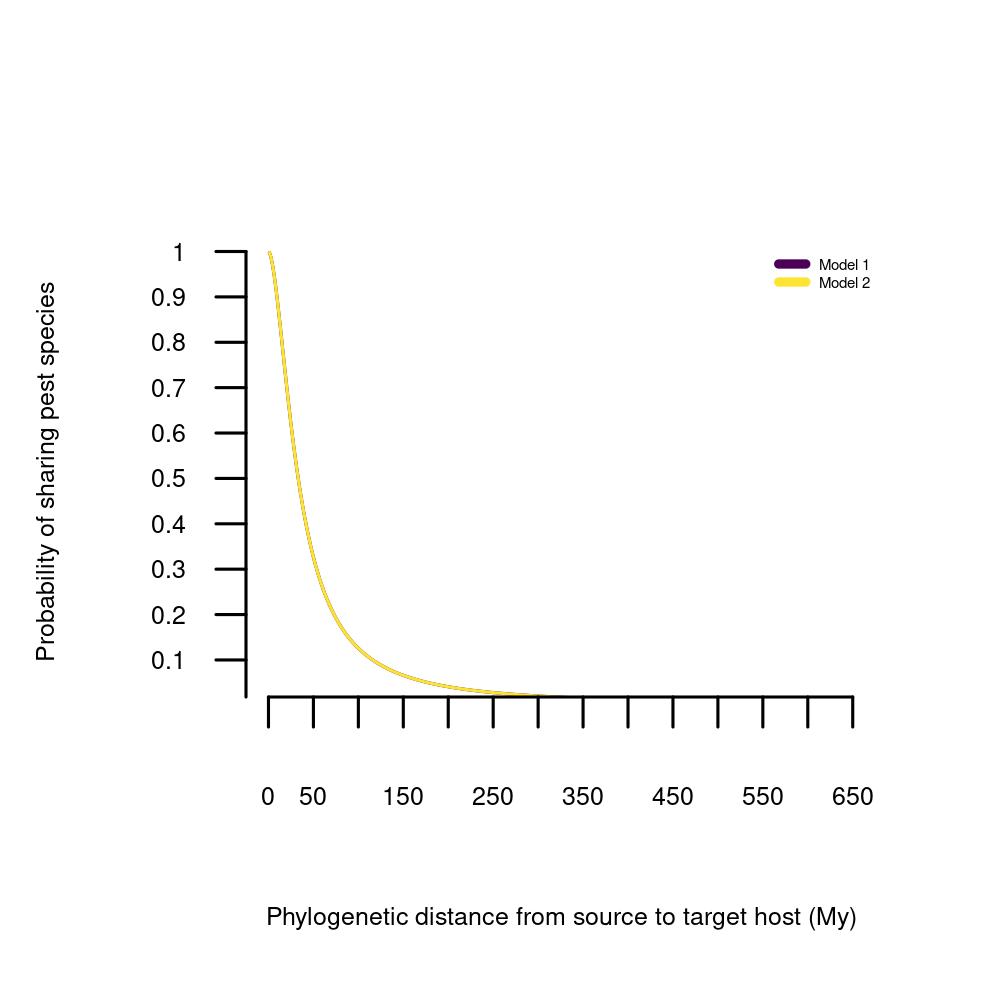 Probability of sharing pest species
1
0.9
0.8
0.7
0.6
0.5
0.4
0.3
0.2
0.1
Model 1
Model 2
0 50 150 250 350 450 550 650
Phylogenetic distance from source to target host (My)